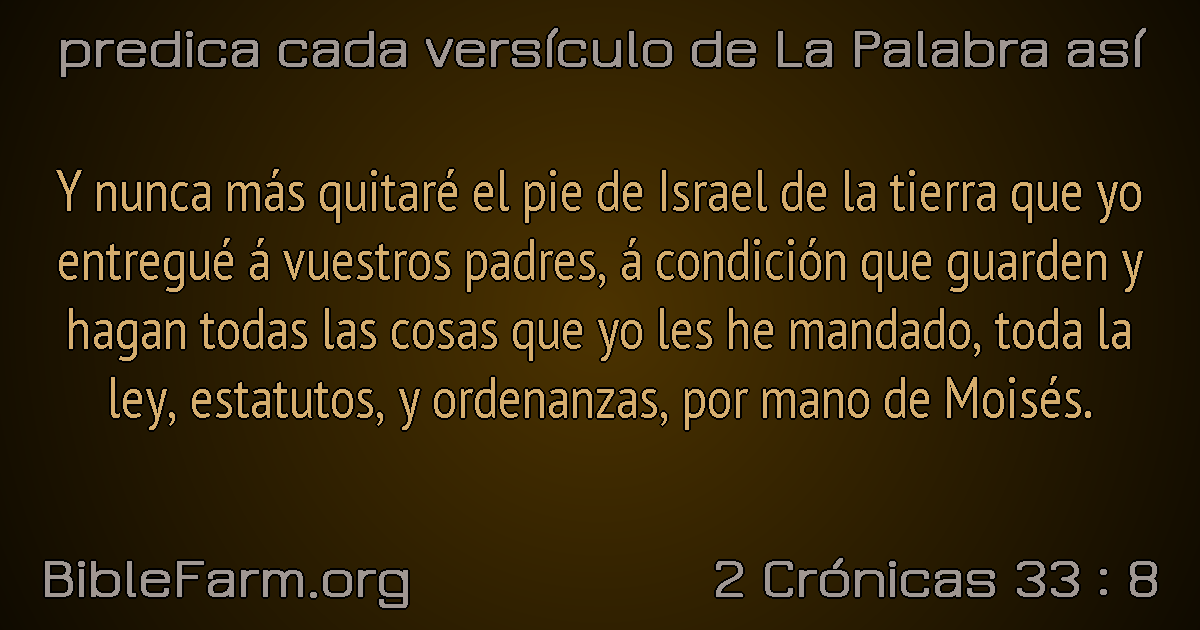 predica cada versículo de La Palabra así
Y nunca más quitaré el pie de Israel de la tierra que yo
entregué á vuestros padres, á condición que guarden y
hagan todas las cosas que yo les he mandado, toda la
ley, estatutos, y ordenanzas, por mano de Moisés.
BibleFarm.org
2 Crónicas 33 : 8